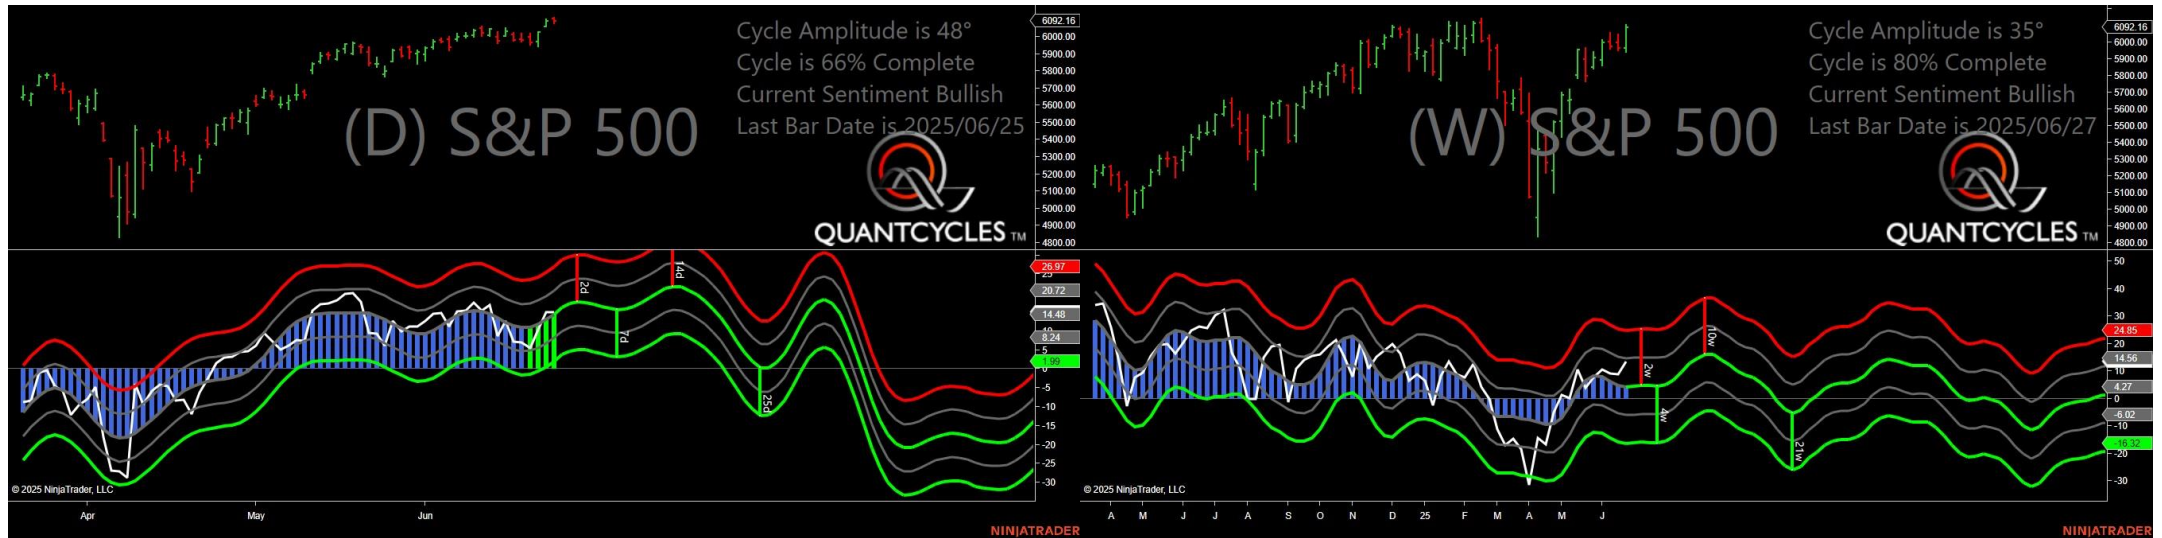 Cycle Amplitude is 48°
Cycle is 66% Complete
Current Sentiment Bullish
Last Bar Date is 2025/06/25
(D) S&P 500
QUANTCYCLES TM
6092.16
6000.00
5900.00
5800.00
5700.00
5600.00
5500.00
5400.00
5300.00
5200.00
5100.00
5000.00
4900.00
4800.00
2d
14d
7d
25d
26.97
25
20.72
14.48
10
8.24
5
1.99
0
-5
-10
-15
-20
-25
-30
© 2025 NinjaTrader, LLC
Apr May Jun
NINJATRADER
Cycle Amplitude is 35°
Cycle is 80% Complete
Current Sentiment Bullish
Last Bar Date is 2025/06/27
(W) S&P 500
QUANTCYCLES TM
6092.16
6000.00
5900.00
5800.00
5700.00
5600.00
5500.00
5400.00
5300.00
5200.00
5100.00
5000.00
4900.00
4800.00
2w
10w
4w
21w
50
40
30
24.85
20
14.56
10
4.27
0
-6.02
-10
-16.32
-20
-30
© 2025 NinjaTrader, LLC
A M J J A S O N D 25 F M A M J
NINJATRADER